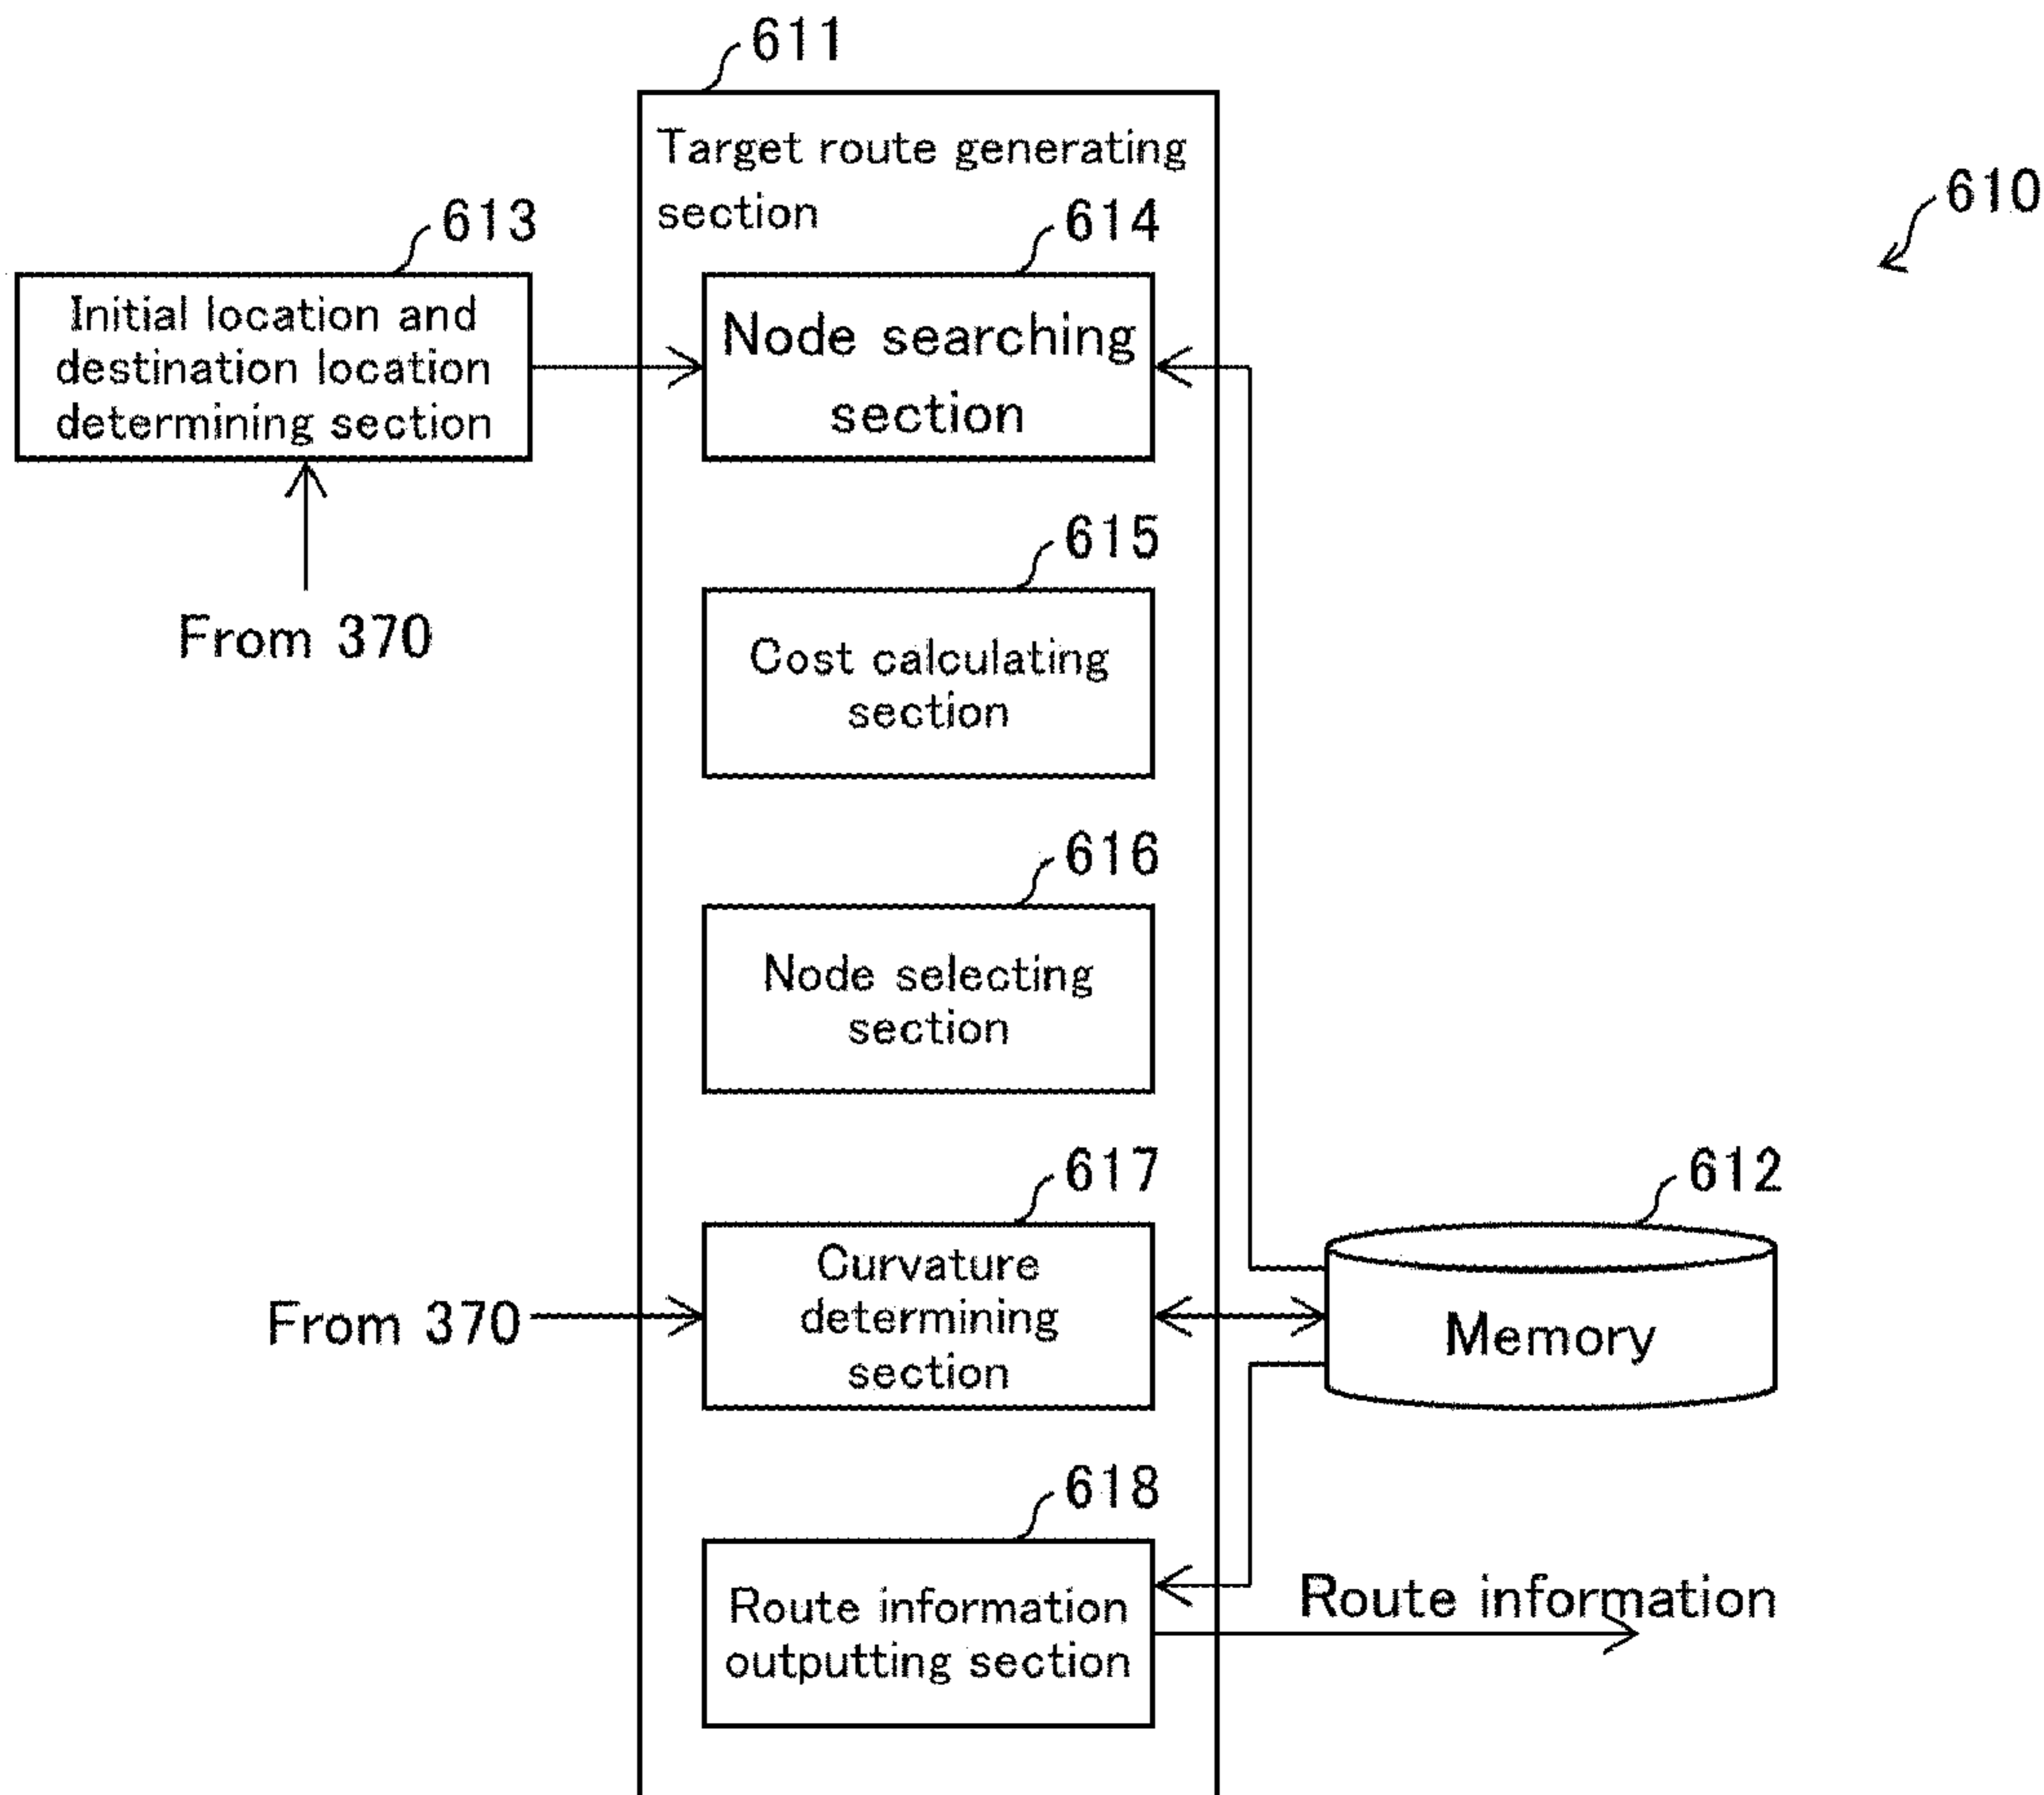 611
Target route generating
section
610
613
Initial location and
destination location
determining section
From 370
614
Node searching
section
615
Cost calculating
section
616
Node selecting
section
617
Curvature
determining
section
From 370
612
Memory
618
Route information
outputting section
Route information